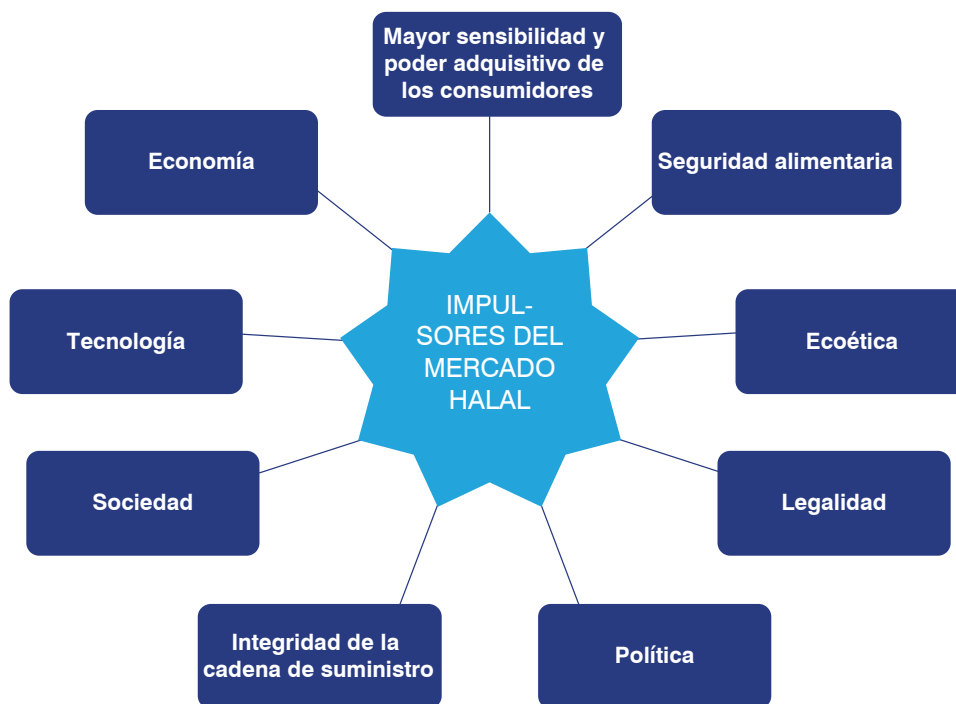 Mayor sensibilidad y
poder adquisitivo de
los consumidores
Economía
Seguridad alimentaria
IMPUL-
SORES DEL
MERCADO
HALAL
Tecnología
Ecoética
Sociedad
Legalidad
Integridad de la
cadena de suministro
Política